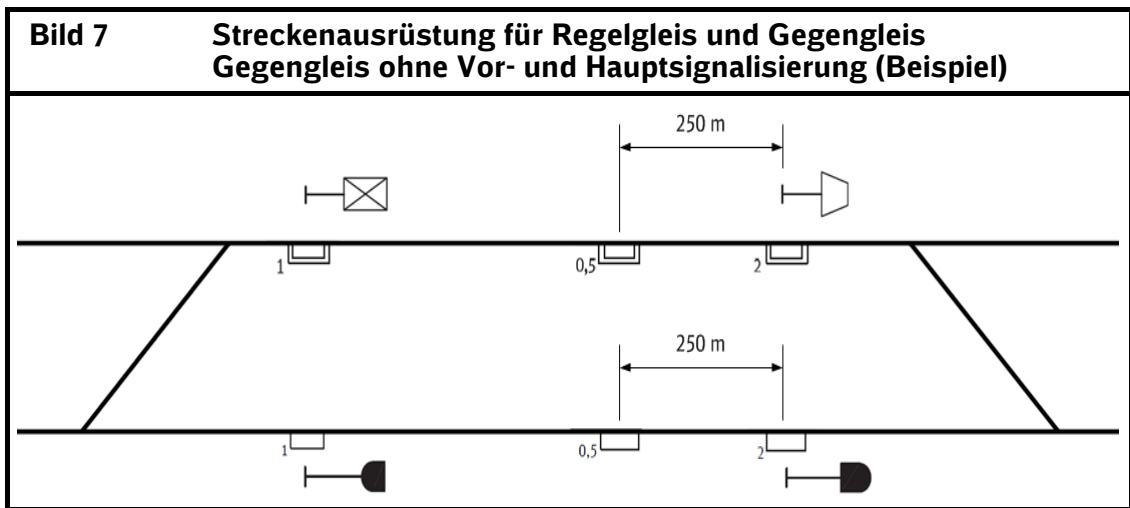 Bild 7 Streckenausrüstung für Regelgleis und Gegengleis
Gegengleis ohne Vor- und Hauptsignalisierung (Beispiel)
250 m
1 0,5 2
250 m
1 0,5 2